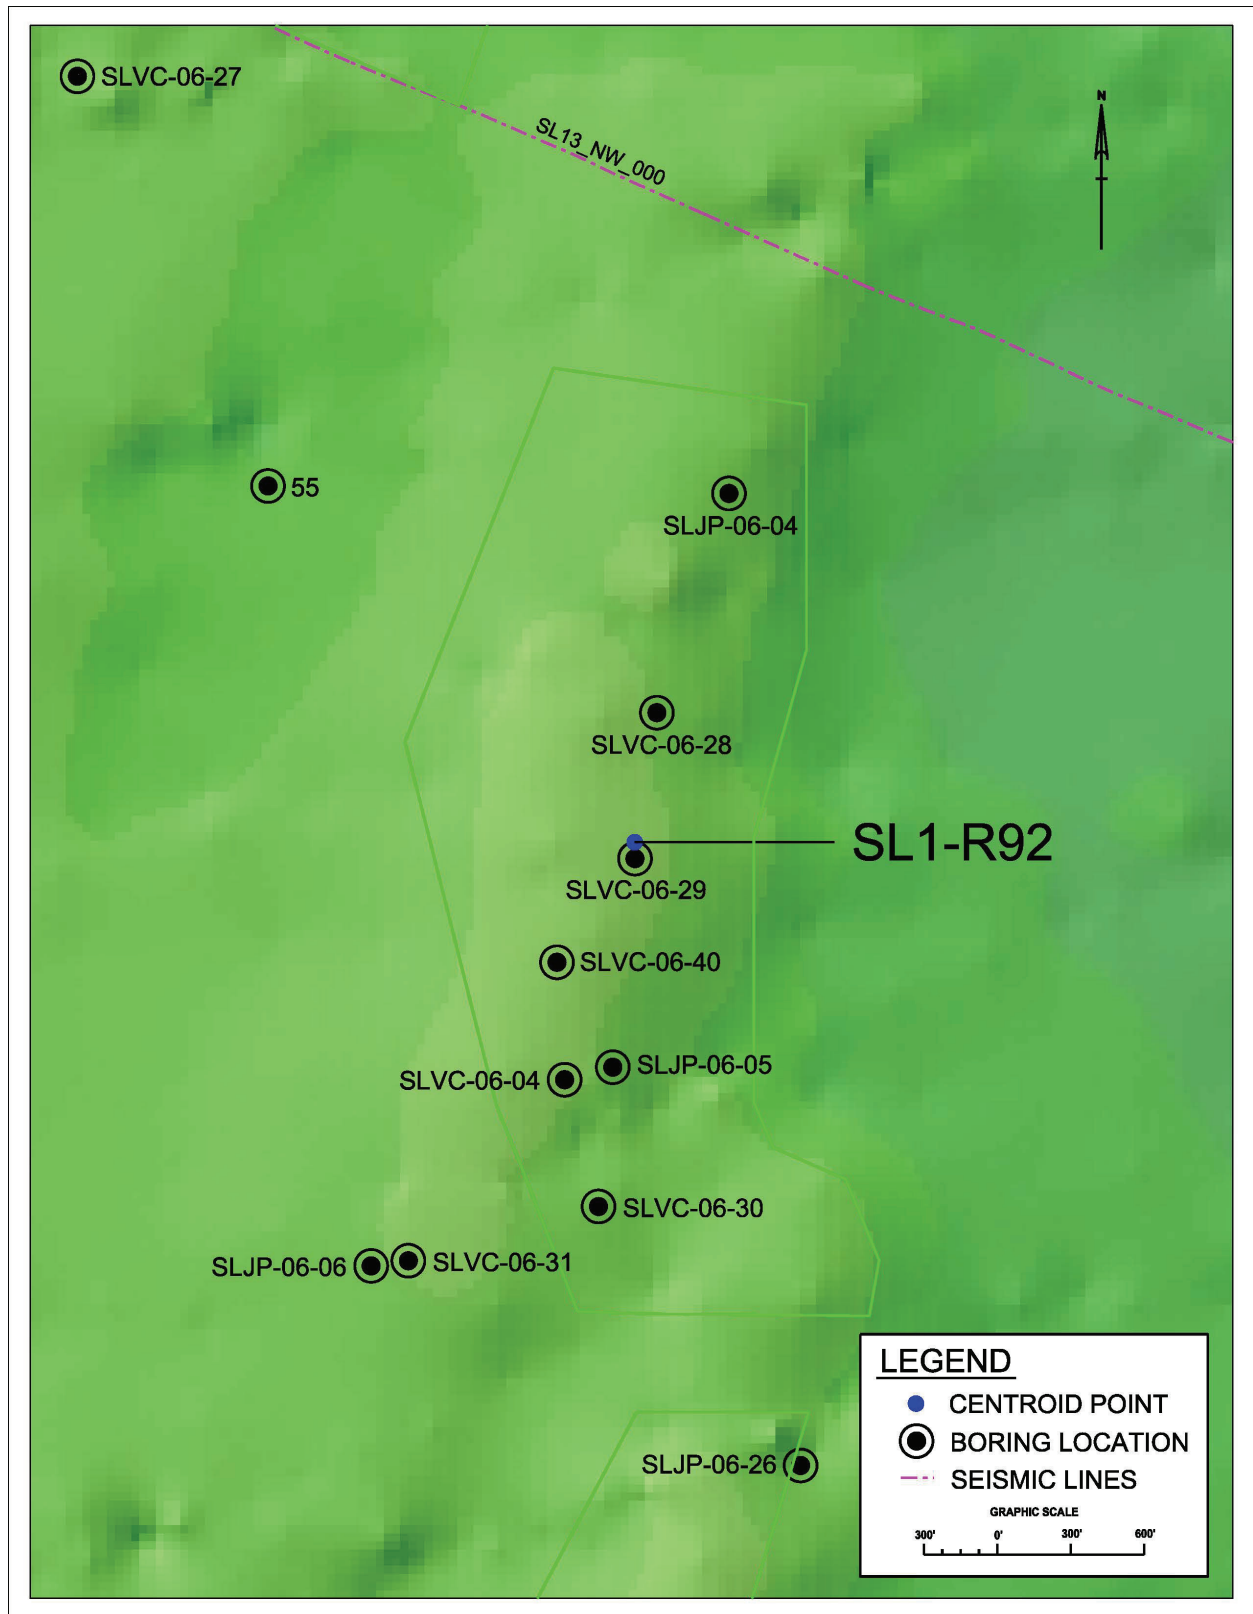 SLVC-06-27
N
SL13_NW_000
55
SLJP-06-04
SLVC-06-28
SL1-R92
SLVC-06-29
SLVC-06-40
SLJP-06-05
SLVC-06-04
SLVC-06-30
SLVC-06-31
SLJP-06-06
LEGEND
CENTROID POINT
BORING LOCATION
SLJP-06-26
SEISMIC LINES
GRAPHIC SCALE
300' 0' 300' 600'